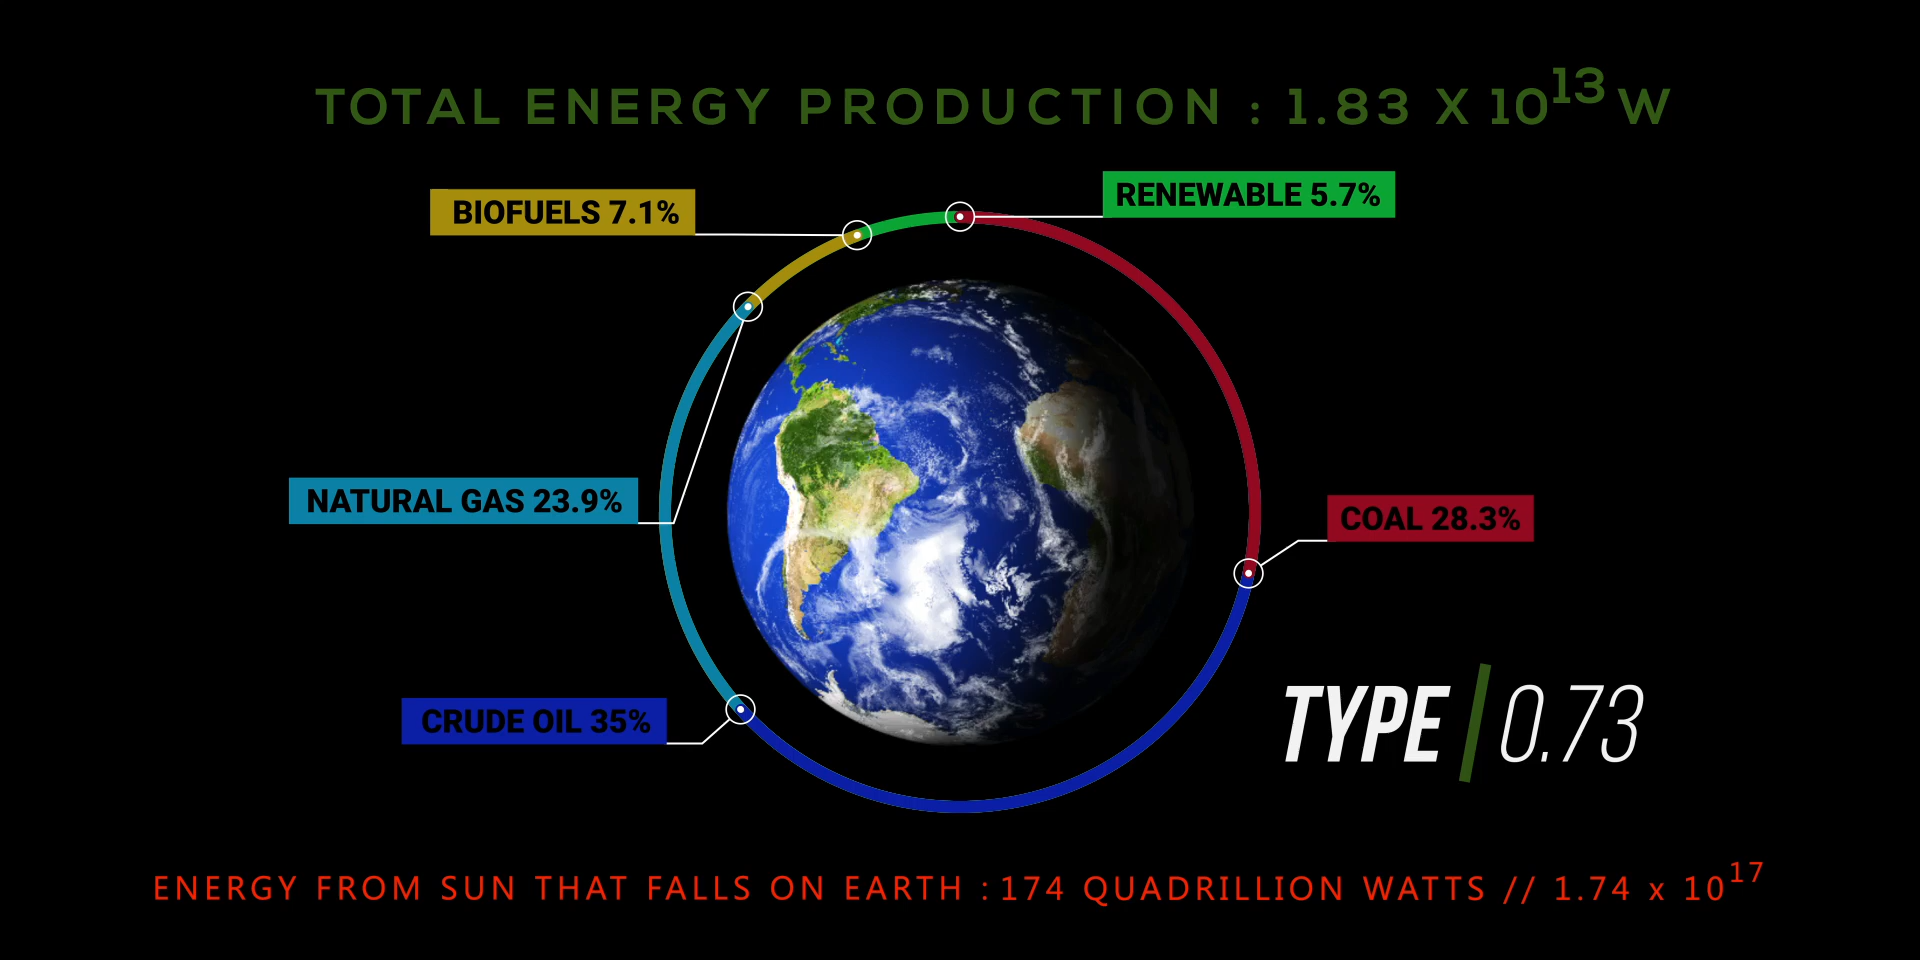 TOTAL ENERGY PRODUCTION : 1.83 X 10¹³ W
BIOFUELS 7.1%
RENEWABLE 5.7%
NATURAL GAS 23.9%
COAL 28.3%
CRUDE OIL 35%
TYPE | 0.73
ENERGY FROM SUN THAT FALLS ON EARTH : 174 QUADRILLION WATTS // 1.74 x 10¹⁷